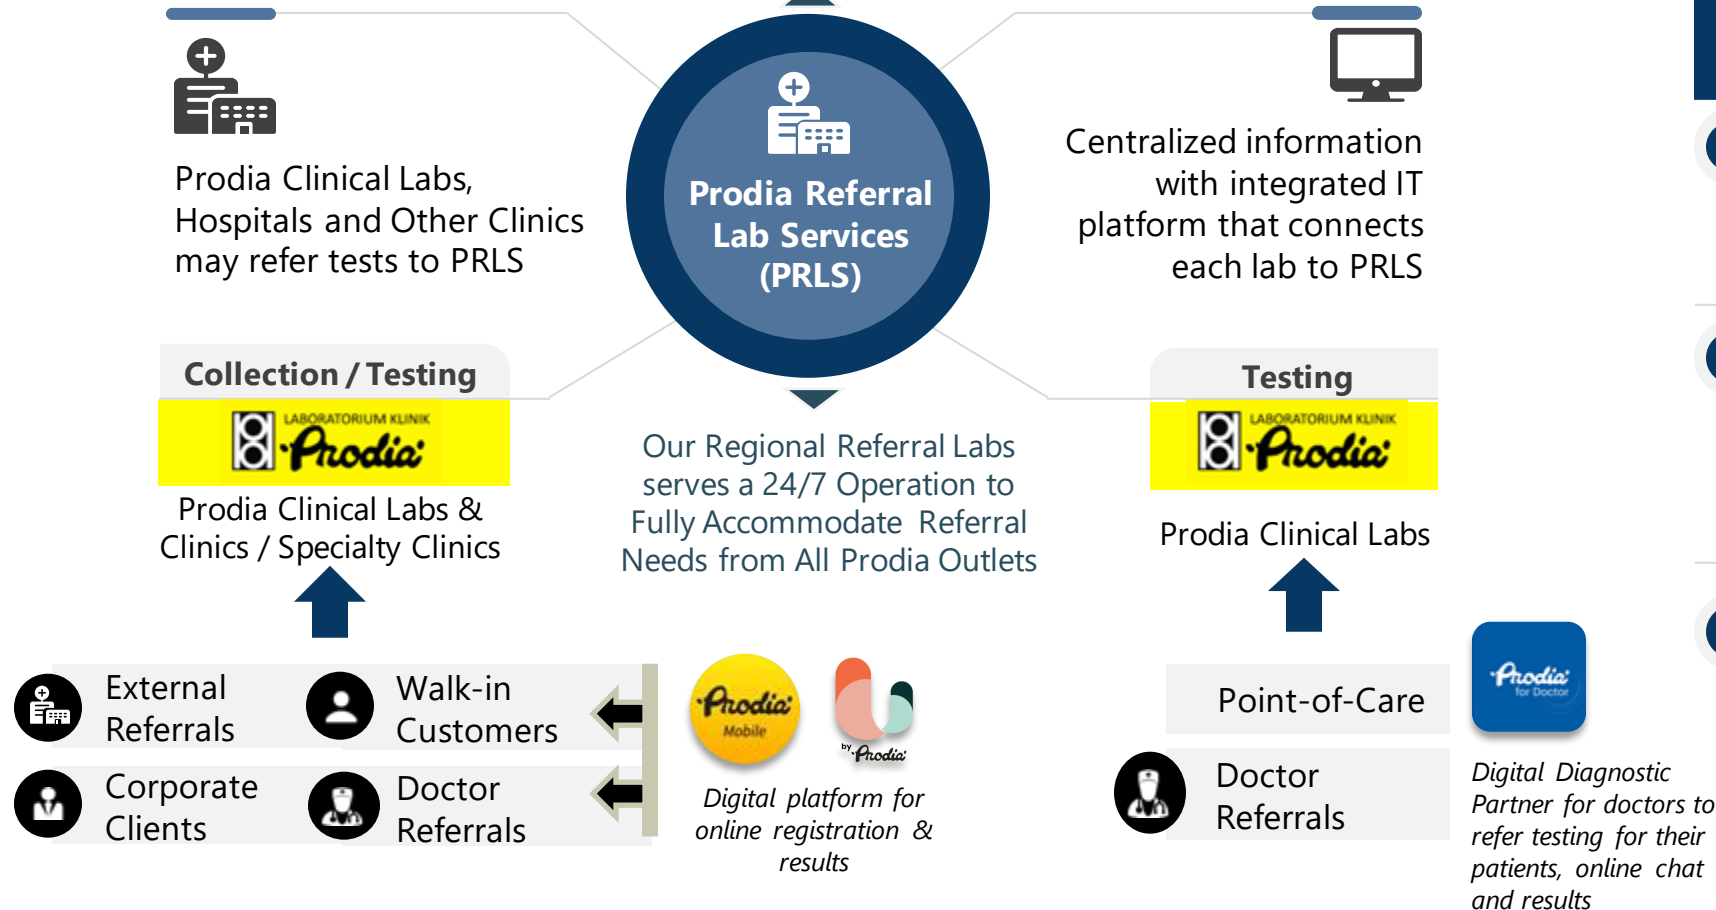 Prodia Clinical Labs,
Hospitals and Other Clinics
may refer tests to PRLS
Prodia Referral
Lab Services
(PRLS)
Centralized information
with integrated IT
platform that connects
each lab to PRLS
Collection / Testing
LABORATORIUM KLINIK
Prodia
Prodia Clinical Labs &
Clinics / Specialty Clinics
Our Regional Referral Labs
serves a 24/7 Operation to
Fully Accommodate Referral
Needs from All Prodia Outlets
Testing
LABORATORIUM KLINIK
Prodia
Prodia Clinical Labs
External
Referrals
Walk-in
Customers
Corporate
Clients
Doctor
Referrals
Prodia
Mobile
U
by Prodia
Digital platform for
online registration &
results
Point-of-Care
Doctor
Referrals
Prodia
for Doctor
Digital Diagnostic
Partner for doctors to
refer testing for their
patients, online chat
and results